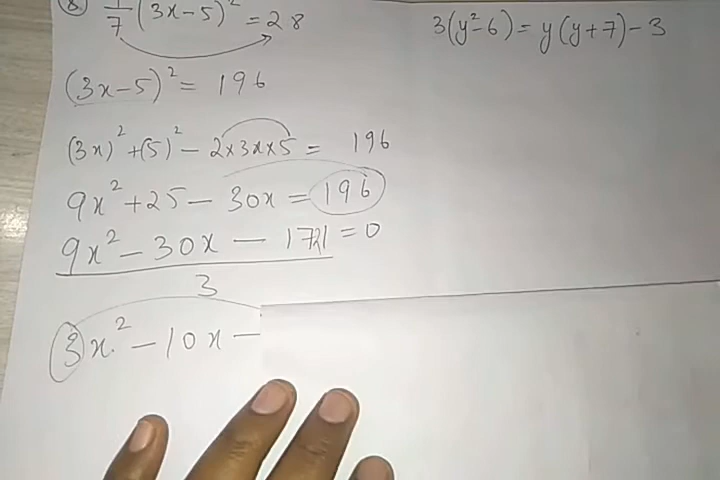 8. 1/7 (3x-5)² = 28
(3x-5)² = 196
(3x)² + (5)² - 2×3x×5 = 196
9x² + 25 - 30x = 196
9x² - 30x - 171 = 0
3
3x² - 10x -
3(y²-6) = y(y+7)-3